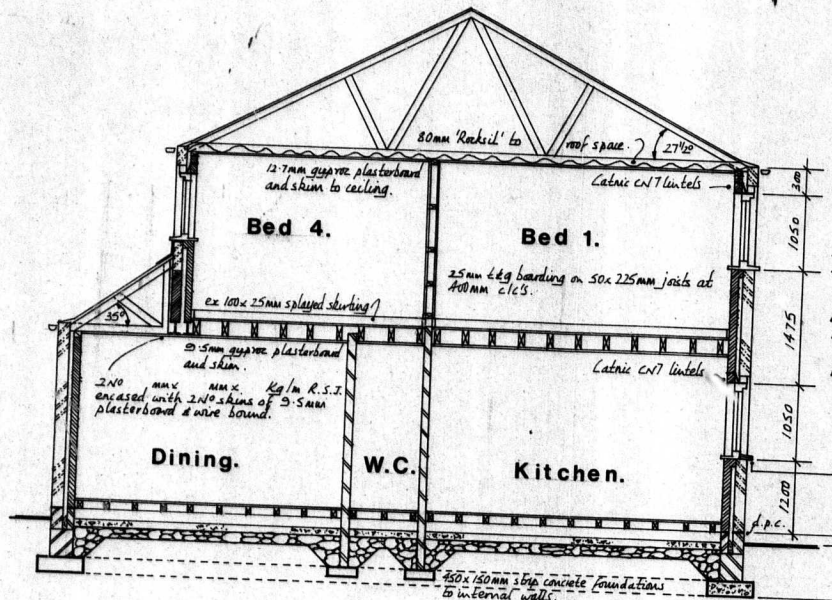 80mm 'Rocksil' to
roof space.
27½°
12.7mm gyproc plasterboard
and skim to ceiling.
Catnic CN7 lintels
300
Bed 4.
Bed 1.
1050
25mm t&g boarding on 50x225mm joists at
400mm c/c's.
ex 100x25mm splayed skirting
35°
1475
9.5mm gyproc plasterboard
and skim.
Catnic CN7 lintels
2No mm x mm x Kg/m R.S.J.
encased with 2No skins of 9.5mm
plasterboard & wire bound.
1050
Dining.
W.C.
Kitchen.
1200
d.p.c.
450x150mm strip concrete foundations
to internal walls.